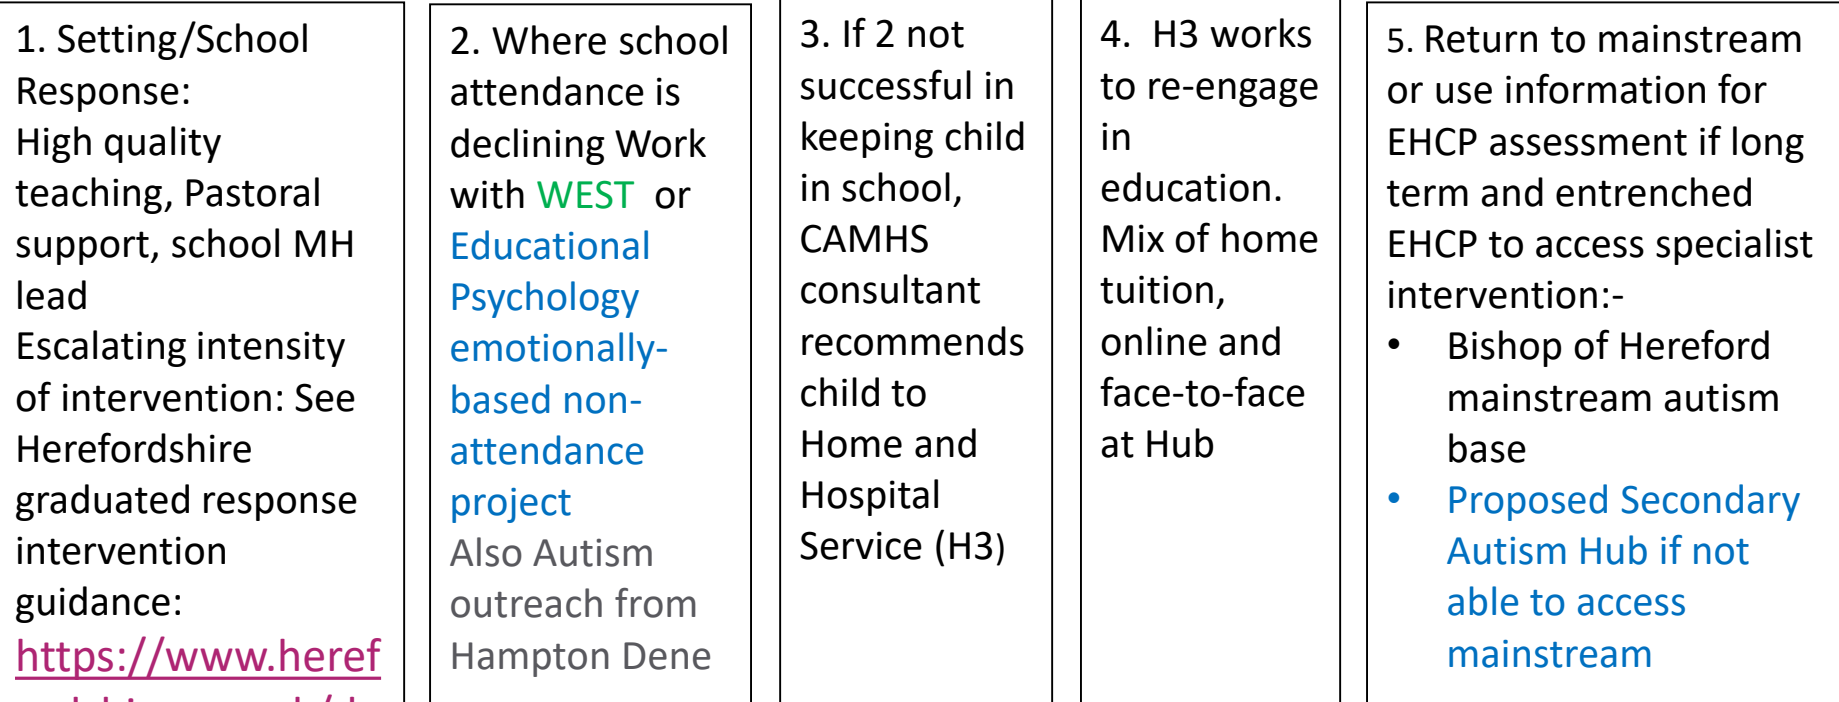 1. Setting/School
Response:
High quality
teaching, Pastoral
support, school MH
lead
Escalating intensity
of intervention: See
Herefordshire
graduated response
intervention
guidance:
https://www.heref
2. Where school
attendance is
declining Work
with WEST or
Educational
Psychology
emotionally-
based non-
attendance
project
Also Autism
outreach from
Hampton Dene
3. If 2 not
successful in
keeping child
in school,
CAMHS
consultant
recommends
child to
Home and
Hospital
Service (H3)
4. H3 works
to re-engage
in
education.
Mix of home
tuition,
online and
face-to-face
at Hub
5. Return to mainstream
or use information for
EHCP assessment if long
term and entrenched
EHCP to access specialist
intervention:-
• Bishop of Hereford
mainstream autism
base
• Proposed Secondary
Autism Hub if not
able to access
mainstream